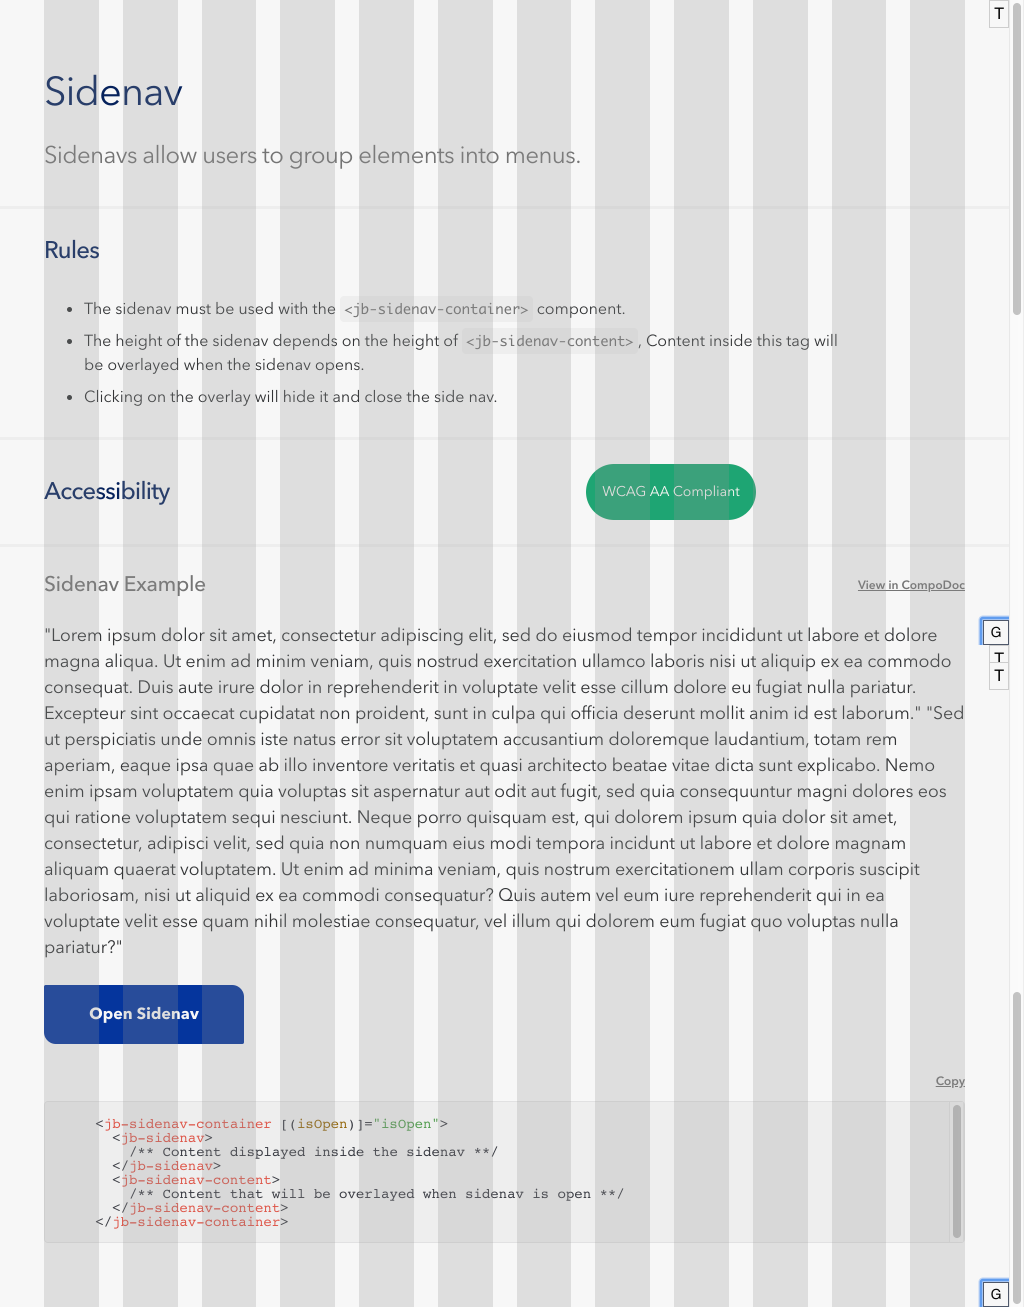 T
Sidenav
Sidenavs allow users to group elements into menus.
Rules
• The sidenav must be used with the <jb-sidenav-container> component.
• The height of the sidenav depends on the height of <jb-sidenav-content>, Content inside this tag will
be overlayed when the sidenav opens.
• Clicking on the overlay will hide it and close the side nav.
Accessibility
WCAG AA Compliant
Sidenav Example
View in CompoDoc
G
T
T
"Lorem ipsum dolor sit amet, consectetur adipiscing elit, sed do eiusmod tempor incididunt ut labore et dolore
magna aliqua. Ut enim ad minim veniam, quis nostrud exercitation ullamco laboris nisi ut aliquip ex ea commodo
consequat. Duis aute irure dolor in reprehenderit in voluptate velit esse cillum dolore eu fugiat nulla pariatur.
Excepteur sint occaecat cupidatat non proident, sunt in culpa qui officia deserunt mollit anim id est laborum." "Sed
ut perspiciatis unde omnis iste natus error sit voluptatem accusantium doloremque laudantium, totam rem
aperiam, eaque ipsa quae ab illo inventore veritatis et quasi architecto beatae vitae dicta sunt explicabo. Nemo
enim ipsam voluptatem quia voluptas sit aspernatur aut odit aut fugit, sed quia consequuntur magni dolores eos
qui ratione voluptatem sequi nesciunt. Neque porro quisquam est, qui dolorem ipsum quia dolor sit amet,
consectetur, adipisci velit, sed quia non numquam eius modi tempora incidunt ut labore et dolore magnam
aliquam quaerat voluptatem. Ut enim ad minima veniam, quis nostrum exercitationem ullam corporis suscipit
laboriosam, nisi ut aliquid ex ea commodi consequatur? Quis autem vel eum iure reprehenderit qui in ea
voluptate velit esse quam nihil molestiae consequatur, vel illum qui dolorem eum fugiat quo voluptas nulla
pariatur?"
Open Sidenav
Copy
<jb-sidenav-container [(isOpen)]="isOpen">
<jb-sidenav>
/** Content displayed inside the sidenav **/
</jb-sidenav>
<jb-sidenav-content>
/** Content that will be overlayed when sidenav is open **/
</jb-sidenav-content>
</jb-sidenav-container>
G